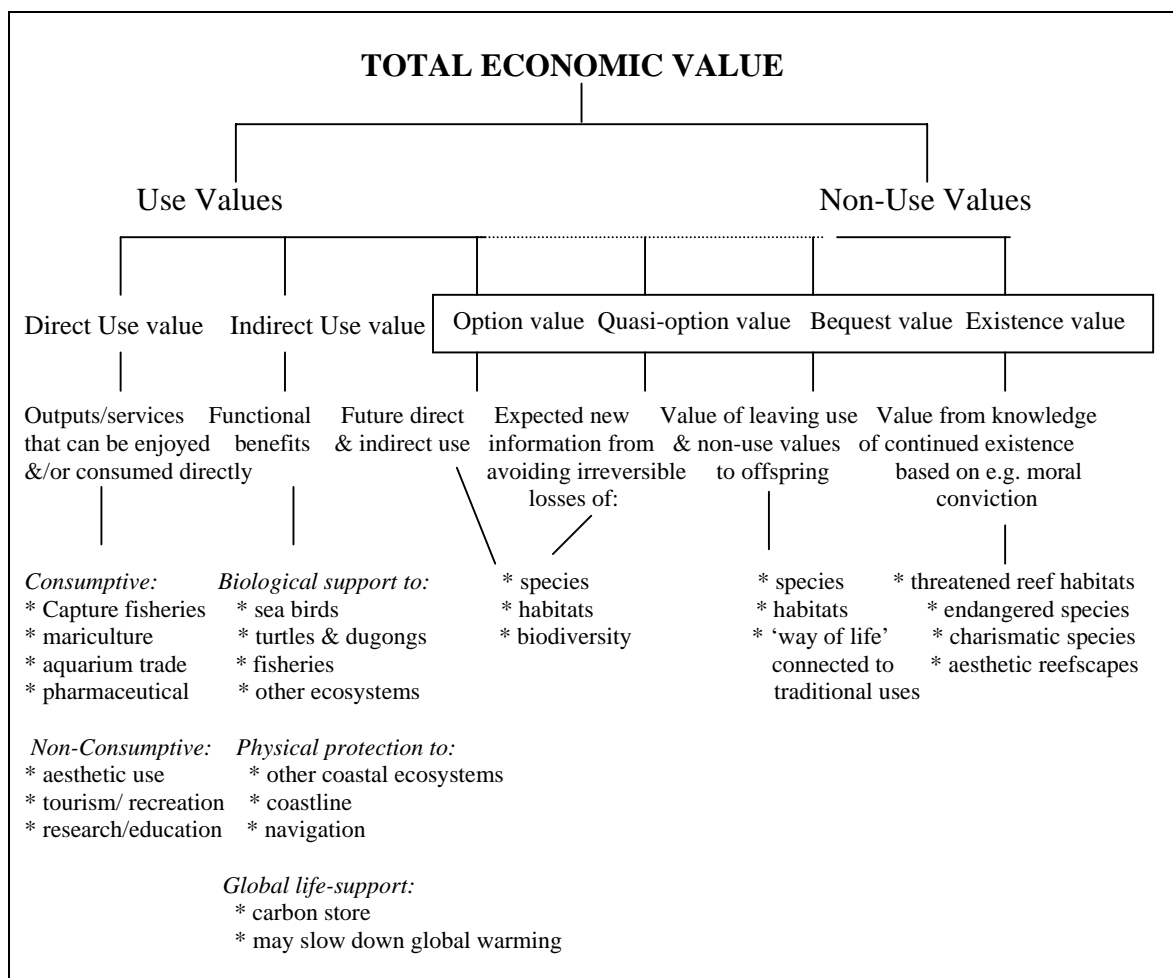 TOTAL ECONOMIC VALUE
Use Values
Non-Use Values
Direct Use value
Indirect Use value
Option value
Quasi-option value
Bequest value
Existence value
Outputs/services
that can be enjoyed
&/or consumed directly
Functional
benefits
Future direct
& indirect use
Expected new
information from
avoiding irreversible
losses of:
Value of leaving use
& non-use values
to offspring
Value from knowledge
of continued existence
based on e.g. moral
conviction
Consumptive:
* Capture fisheries
* mariculture
* aquarium trade
* pharmaceutical
Non-Consumptive:
* aesthetic use
* tourism/ recreation
* research/education
Biological support to:
* sea birds
* turtles & dugongs
* fisheries
* other ecosystems
Physical protection to:
* other coastal ecosystems
* coastline
* navigation
Global life-support:
* carbon store
* may slow down global warming
* species
* habitats
* biodiversity
* species
* habitats
* ‘way of life’
connected to
traditional uses
* threatened reef habitats
* endangered species
* charismatic species
* aesthetic reefscapes